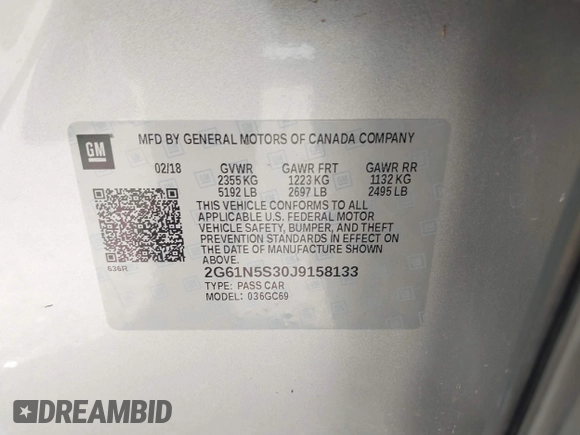 GM
MFD BY GENERAL MOTORS OF CANADA COMPANY
02/18 GVWR GAWR FRT GAWR RR
2355 KG 1223 KG 1132 KG
5192 LB 2697 LB 2495 LB
THIS VEHICLE CONFORMS TO ALL
APPLICABLE U.S. FEDERAL MOTOR
VEHICLE SAFETY, BUMPER, AND THEFT
PREVENTION STANDARDS IN EFFECT ON
THE DATE OF MANUFACTURE SHOWN
ABOVE.
636R
2G61N5S30J9158133
TYPE: PASS CAR
MODEL: 036GC69
#DREAMBID